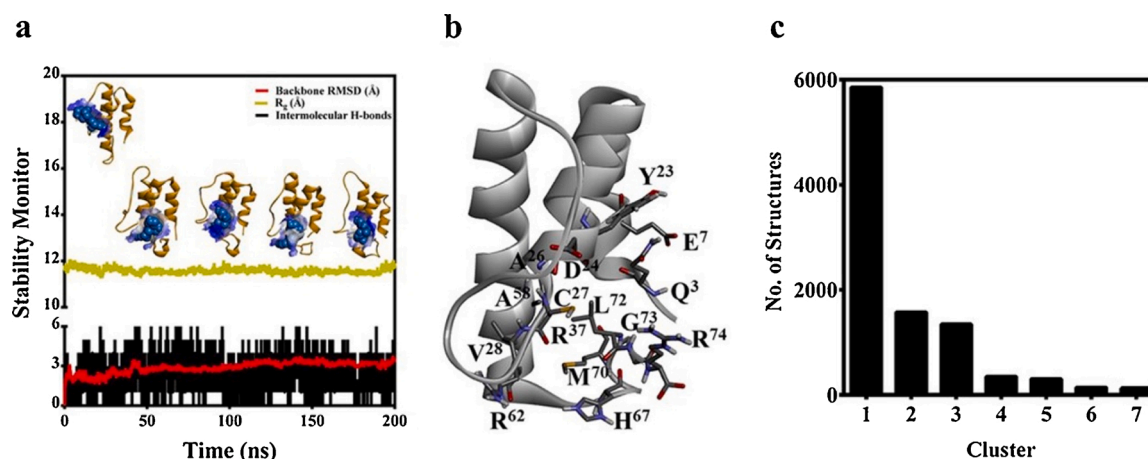 a
b
c
Stability Monitor
20
18
16
14
12
10
6
3
0
Backbone RMSD (Å)
Rg (Å)
Intermolecular H-bonds
0
50
100
150
200
Time (ns)
Y23
E7
A26
D24
Q3
A58
C27
L72
G73
R74
R37
V28
M70
R62
H67
No. of Structures
6000
4000
2000
0
1 2 3 4 5 6 7
Cluster